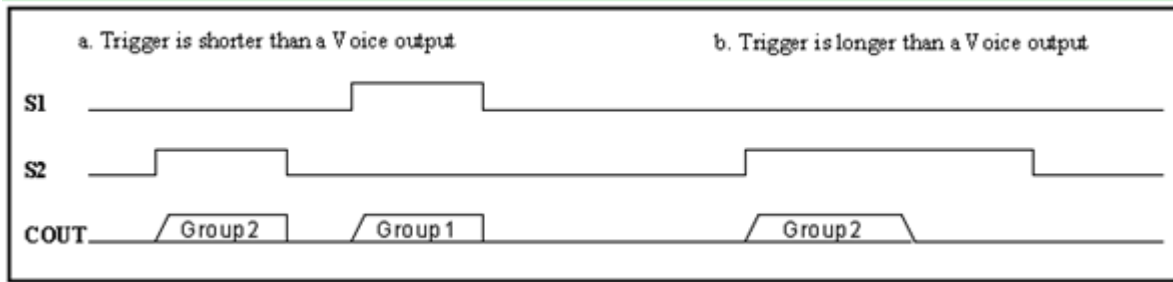 a. Trigger is shorter than a Voice output
b. Trigger is longer than a Voice output
S1
S2
COUT
Group2
Group1
Group2